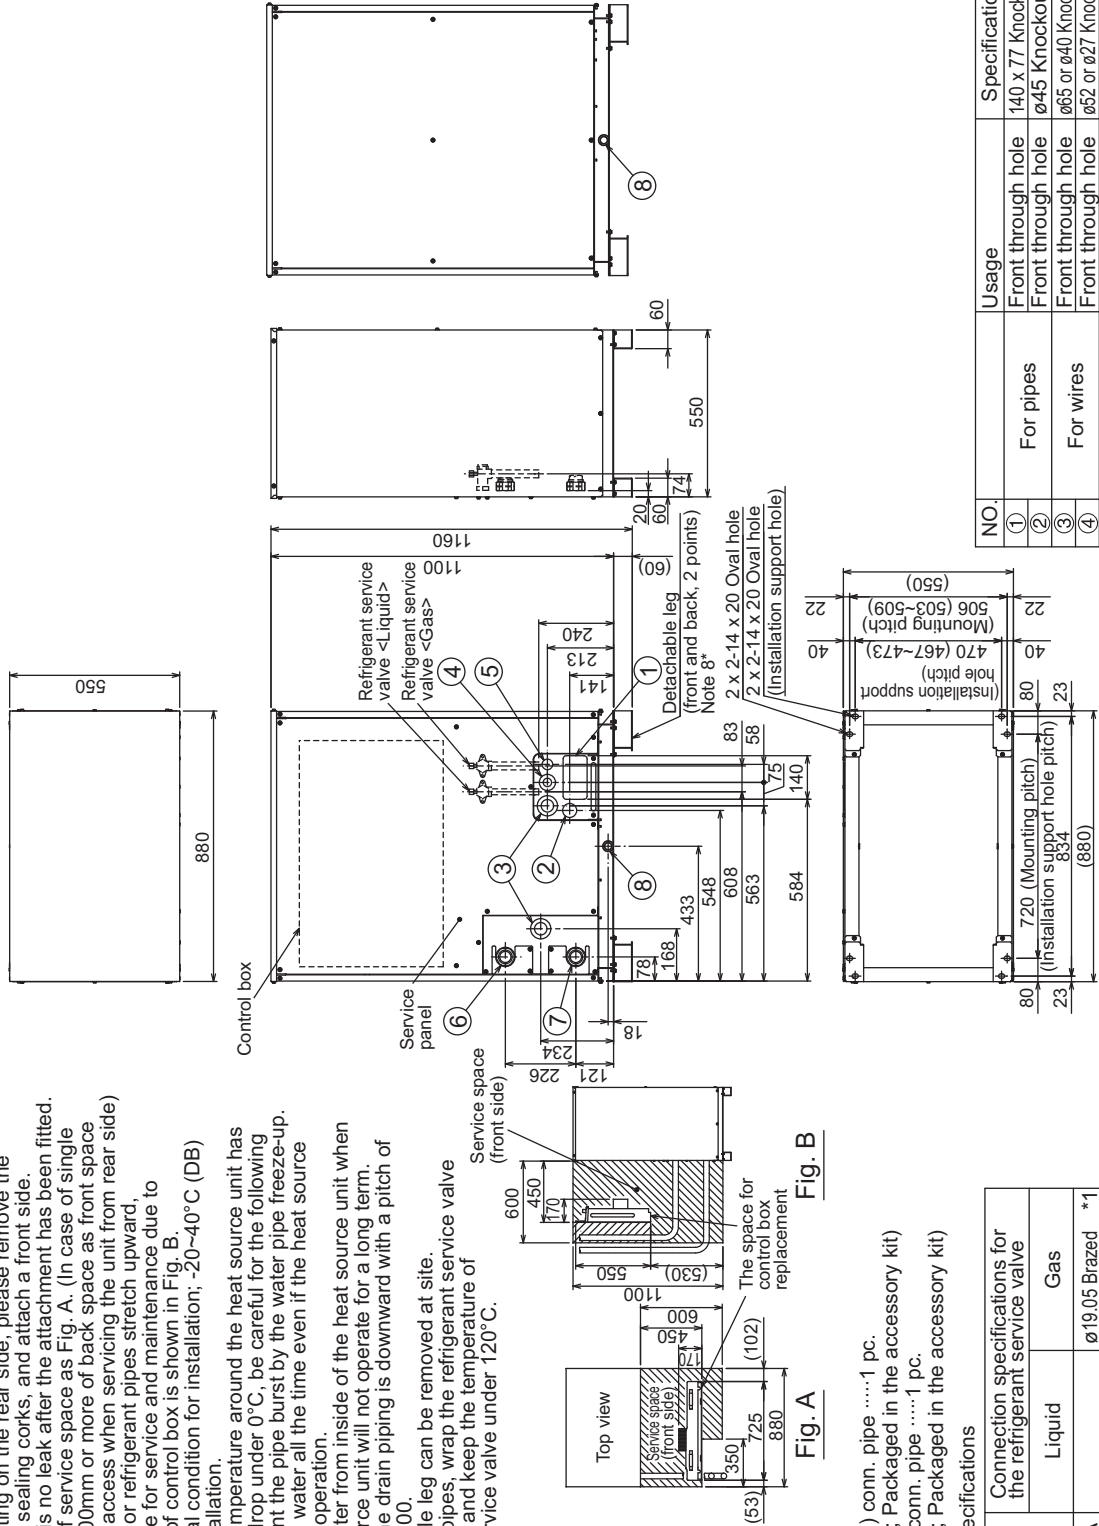 ing on the rear side, please remove the
sealing corks, and attach a front side.
is no leak after the attachment has been fitted.
f service space as Fig. A. (In case of single
00mm or more of back space as front space
access when servicing the unit from rear side)
or refrigerant pipes stretch upward,
e for service and maintenance due to
of control box is shown in Fig. B.
al condition for installation; -20~40°C (DB)
allation.
mperature around the heat source unit has
drop under 0°C, be careful for the following
nt the pipe burst by the water pipe freeze-up.
water all the time even if the heat source
operation.
ter from inside of the heat source unit when
rce unit will not operate for a long term.
ne drain piping is downward with a pitch of
00.
le leg can be removed at site.
pipes, wrap the refrigerant service valve
and keep the temperature of
rvice valve under 120°C.
550
880
Control box
Service
panel
Refrigerant service
valve <Liquid>
Refrigerant service
valve <Gas>
4
5
1
3
2
8
6
7
1160
1100
(60)
240
213
141
Detachable leg
(front and back, 2 points)
Note 8*
2 x 2-14 x 20 Oval hole
2 x 2-14 x 20 Oval hole
(Installation support hole)
83
58
75
140
78
168
433
548
608
563
584
18
234
226
121
60
550
74
20
60
8
Service space
(front side)
600
450
170
550
(530)
1100
The space for
control box
replacement
Fig. B
Top view
Service space
(front side)
600
450
170
(102)
350
725
880
(53)
Fig. A
(550)
22
506 (503~509)
(Mounting pitch)
22
40
470 (467~473)
(Installation support
hole pitch)
40
80
23
720 (Mounting pitch)
(Installation support hole pitch)
834
(880)
80
23
NO. Usage Specificatio
① For pipes Front through hole 140 x 77 Knock
② Front through hole ø45 Knockou
③ For wires Front through hole ø65 or ø40 Knoc
④ Front through hole ø52 or ø27 Knoc
) conn. pipe ·····1 pc.
; Packaged in the accessory kit)
conn. pipe ·····1 pc.
; Packaged in the accessory kit)
ecifications
Connection specifications for
the refrigerant service valve
Liquid Gas
ø19.05 Brazed *1